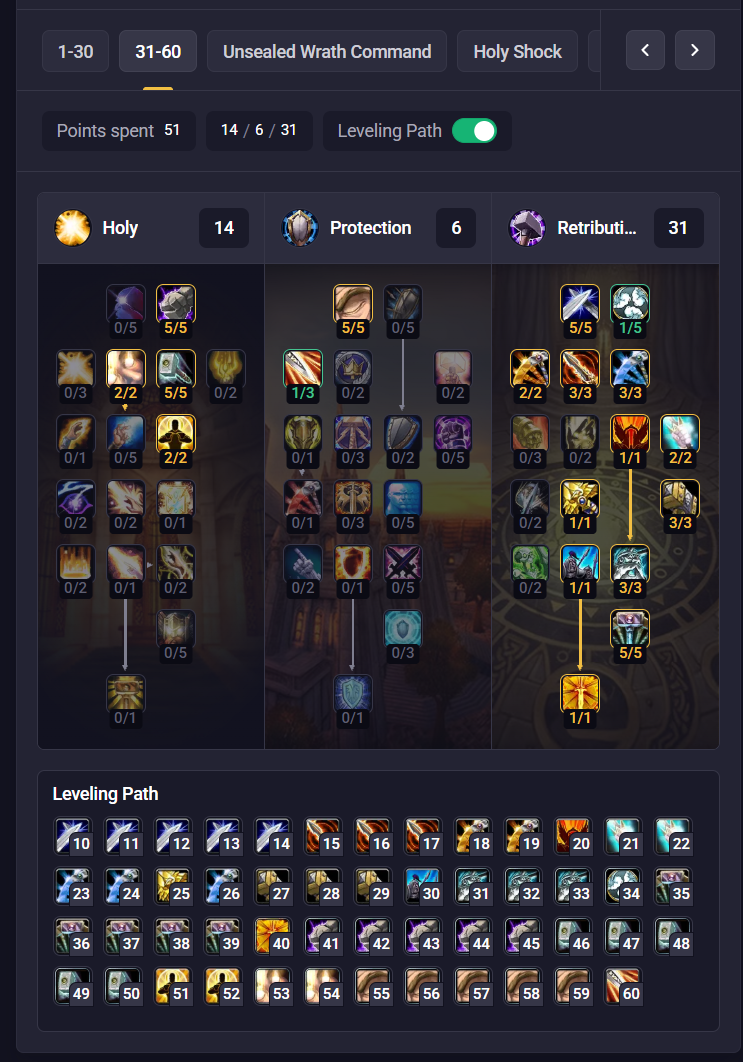 1-30 31-60 Unsealed Wrath Command Holy Shock
Points spent 51 14 / 6 / 31 Leveling Path
Holy 14 Protection 6 Retributi... 31
0/5 5/5 5/5 0/5 5/5 1/5
0/3 2/2 5/5 0/2 1/3 0/2 0/2 2/2 3/3 3/3
0/1 0/5 2/2 0/1 0/3 0/2 0/5 0/3 0/2 1/1 2/2
0/2 0/2 0/1 0/1 0/3 0/5 0/2 1/1 3/3
0/2 0/1 0/2 0/2 0/1 0/5 0/2 1/1 3/3
0/5 0/3 5/5
0/1 0/1 1/1
Leveling Path
10 11 12 13 14 15 16 17 18 19 20 21 22
23 24 25 26 27 28 29 30 31 32 33 34 35
36 37 38 39 40 41 42 43 44 45 46 47 48
49 50 51 52 53 54 55 56 57 58 59 60